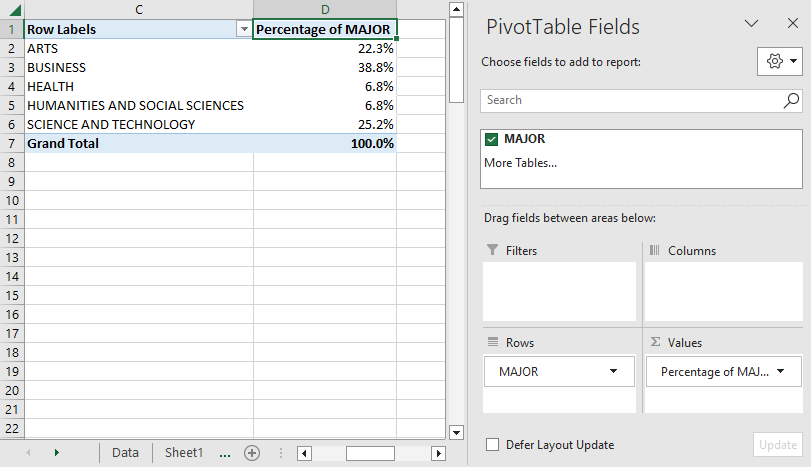 C D
1 Row Labels Percentage of MAJOR
2 ARTS 22.3%
3 BUSINESS 38.8%
4 HEALTH 6.8%
5 HUMANITIES AND SOCIAL SCIENCES 6.8%
6 SCIENCE AND TECHNOLOGY 25.2%
7 Grand Total 100.0%
8
9
10
11
12
13
14
15
16
17
18
19
20
21
22
Data Sheet1 ...
PivotTable Fields
Choose fields to add to report:
Search
MAJOR
More Tables...
Drag fields between areas below:
Filters
Columns
Rows
Σ Values
MAJOR
Percentage of MAJ...
Defer Layout Update
Update